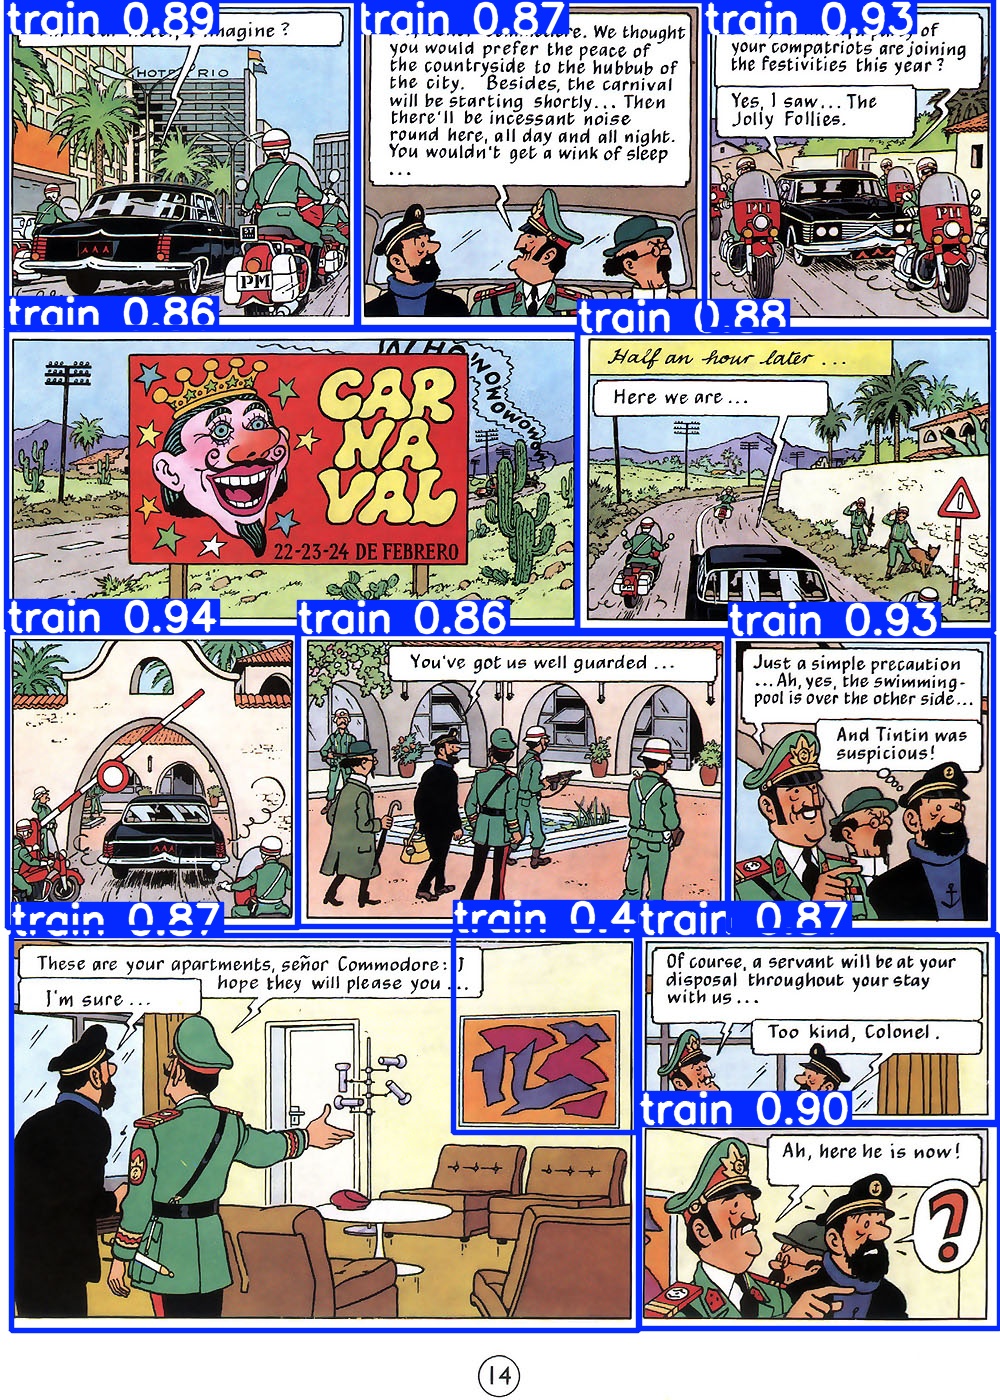 train 0.89
train 0.87
train 0.93
imagine ?
HOTEL RIO
PM
Commodore. We thought
you would prefer the peace of
the countryside to the hubbub of
the city. Besides, the carnival
will be starting shortly... Then
there'll be incessant noise
round here, all day and all night.
You wouldn't get a wink of sleep
...
of
your compatriots are joining
the festivities this year ?
Yes, I saw... The
Jolly Follies.
PM
PM
train 0.86
train 0.88
WHOWOWOWOWOWOW
CAR
NA
VAL
22-23-24 DE FEBRERO
Half an hour later ...
Here we are ...
train 0.94
train 0.86
train 0.93
You've got us well guarded ...
Just a simple precaution
... Ah, yes, the swimming-
pool is over the other side...
And Tintin was
suspicious!
train 0.87
train 0.4
train 0.87
These are your apartments, señor Commodore: I
hope they will please you ...
I'm sure ...
Of course, a servant will be at your
disposal throughout your stay
with us ...
Too kind, Colonel.
train 0.90
Ah, here he is now!
?
14